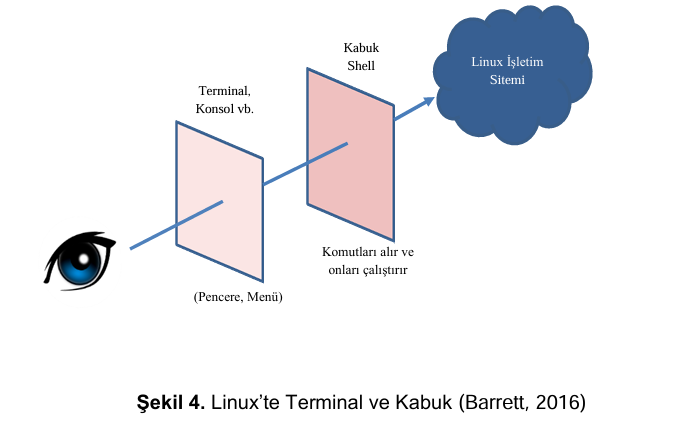 Kabuk
Shell
Linux İşletim
Sitemi
Terminal,
Konsol vb.
Komutları alır ve
onları çalıştırır
(Pencere, Menü)
Şekil 4. Linux’te Terminal ve Kabuk (Barrett, 2016)